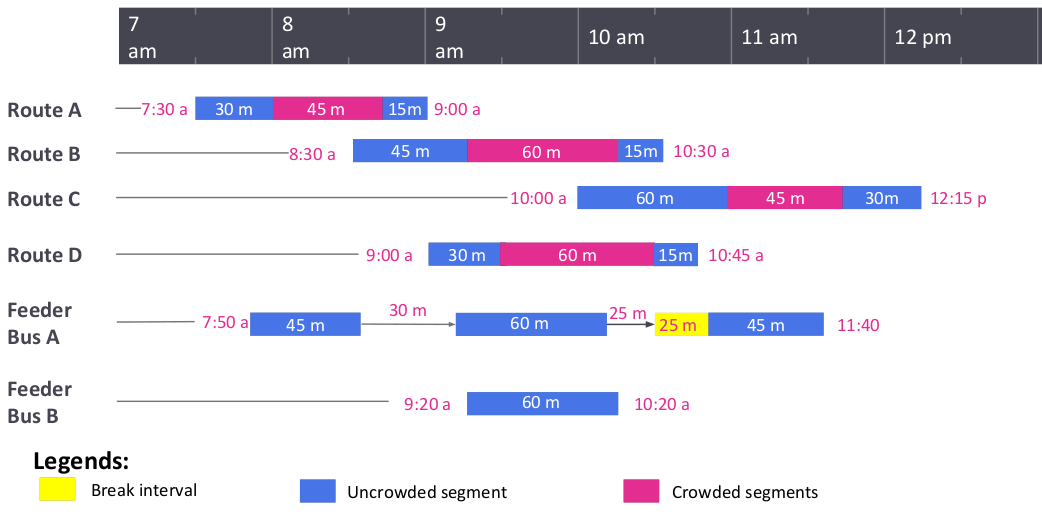 7 am
8 am
9 am
10 am
11 am
12 pm
Route A
7:30 a
30 m
45 m
15m
9:00 a
Route B
8:30 a
45 m
60 m
15m
10:30 a
Route C
10:00 a
60 m
45 m
30m
12:15 p
Route D
9:00 a
30 m
60 m
15m
10:45 a
Feeder
Bus A
7:50 a
45 m
30 m
60 m
25 m
25 m
45 m
11:40
Feeder
Bus B
9:20 a
60 m
10:20 a
Legends:
Break interval
Uncrowded segment
Crowded segments